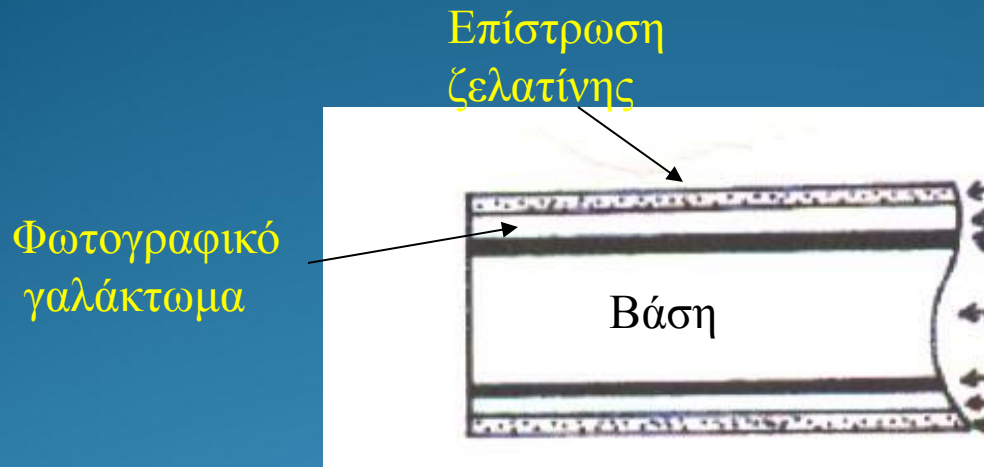 Επίστρωση
ζελατίνης
Φωτογραφικό
γαλάκτωμα
Βάση